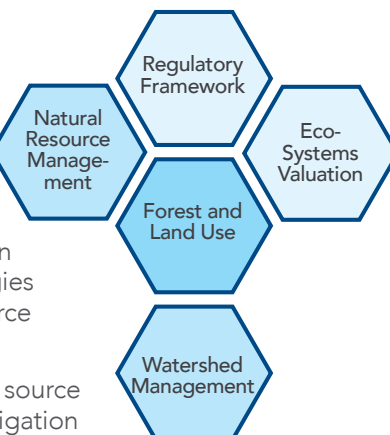 Regulatory
Framework
Natural
Resource
Manage-
ment
Eco-
Systems
Valuation
Forest and
Land Use
Watershed
Management
source
igation